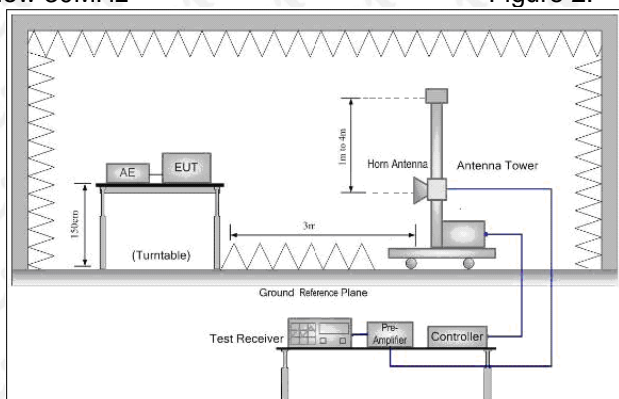 Figure 2.
1m to 4m
Horn Antenna
Antenna Tower
AE
EUT
150cm
(Turntable)
3m
Ground Reference Plane
Test Receiver
Pre-
Amplifier
Controller